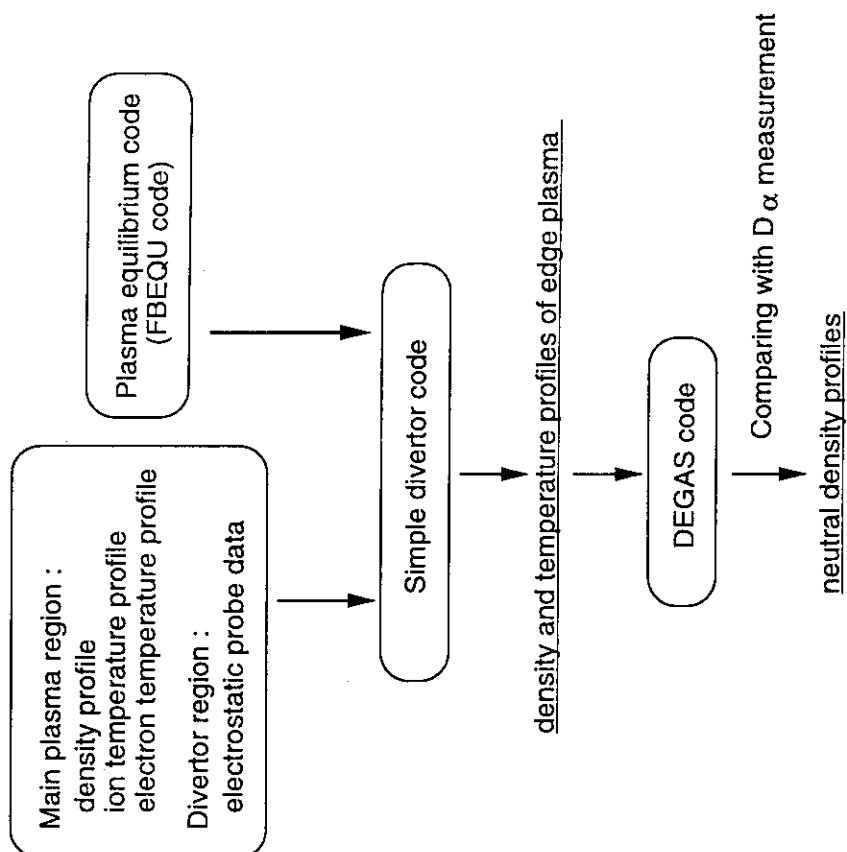 Main plasma region :
density profile
ion temperature profile
electron temperature profile
Divertor region :
electrostatic probe data
Plasma equilibrium code
(FBEQU code)
Simple divertor code
density and temperature profiles of edge plasma
DEGAS code
Comparing with Dα measurement
neutral density profiles